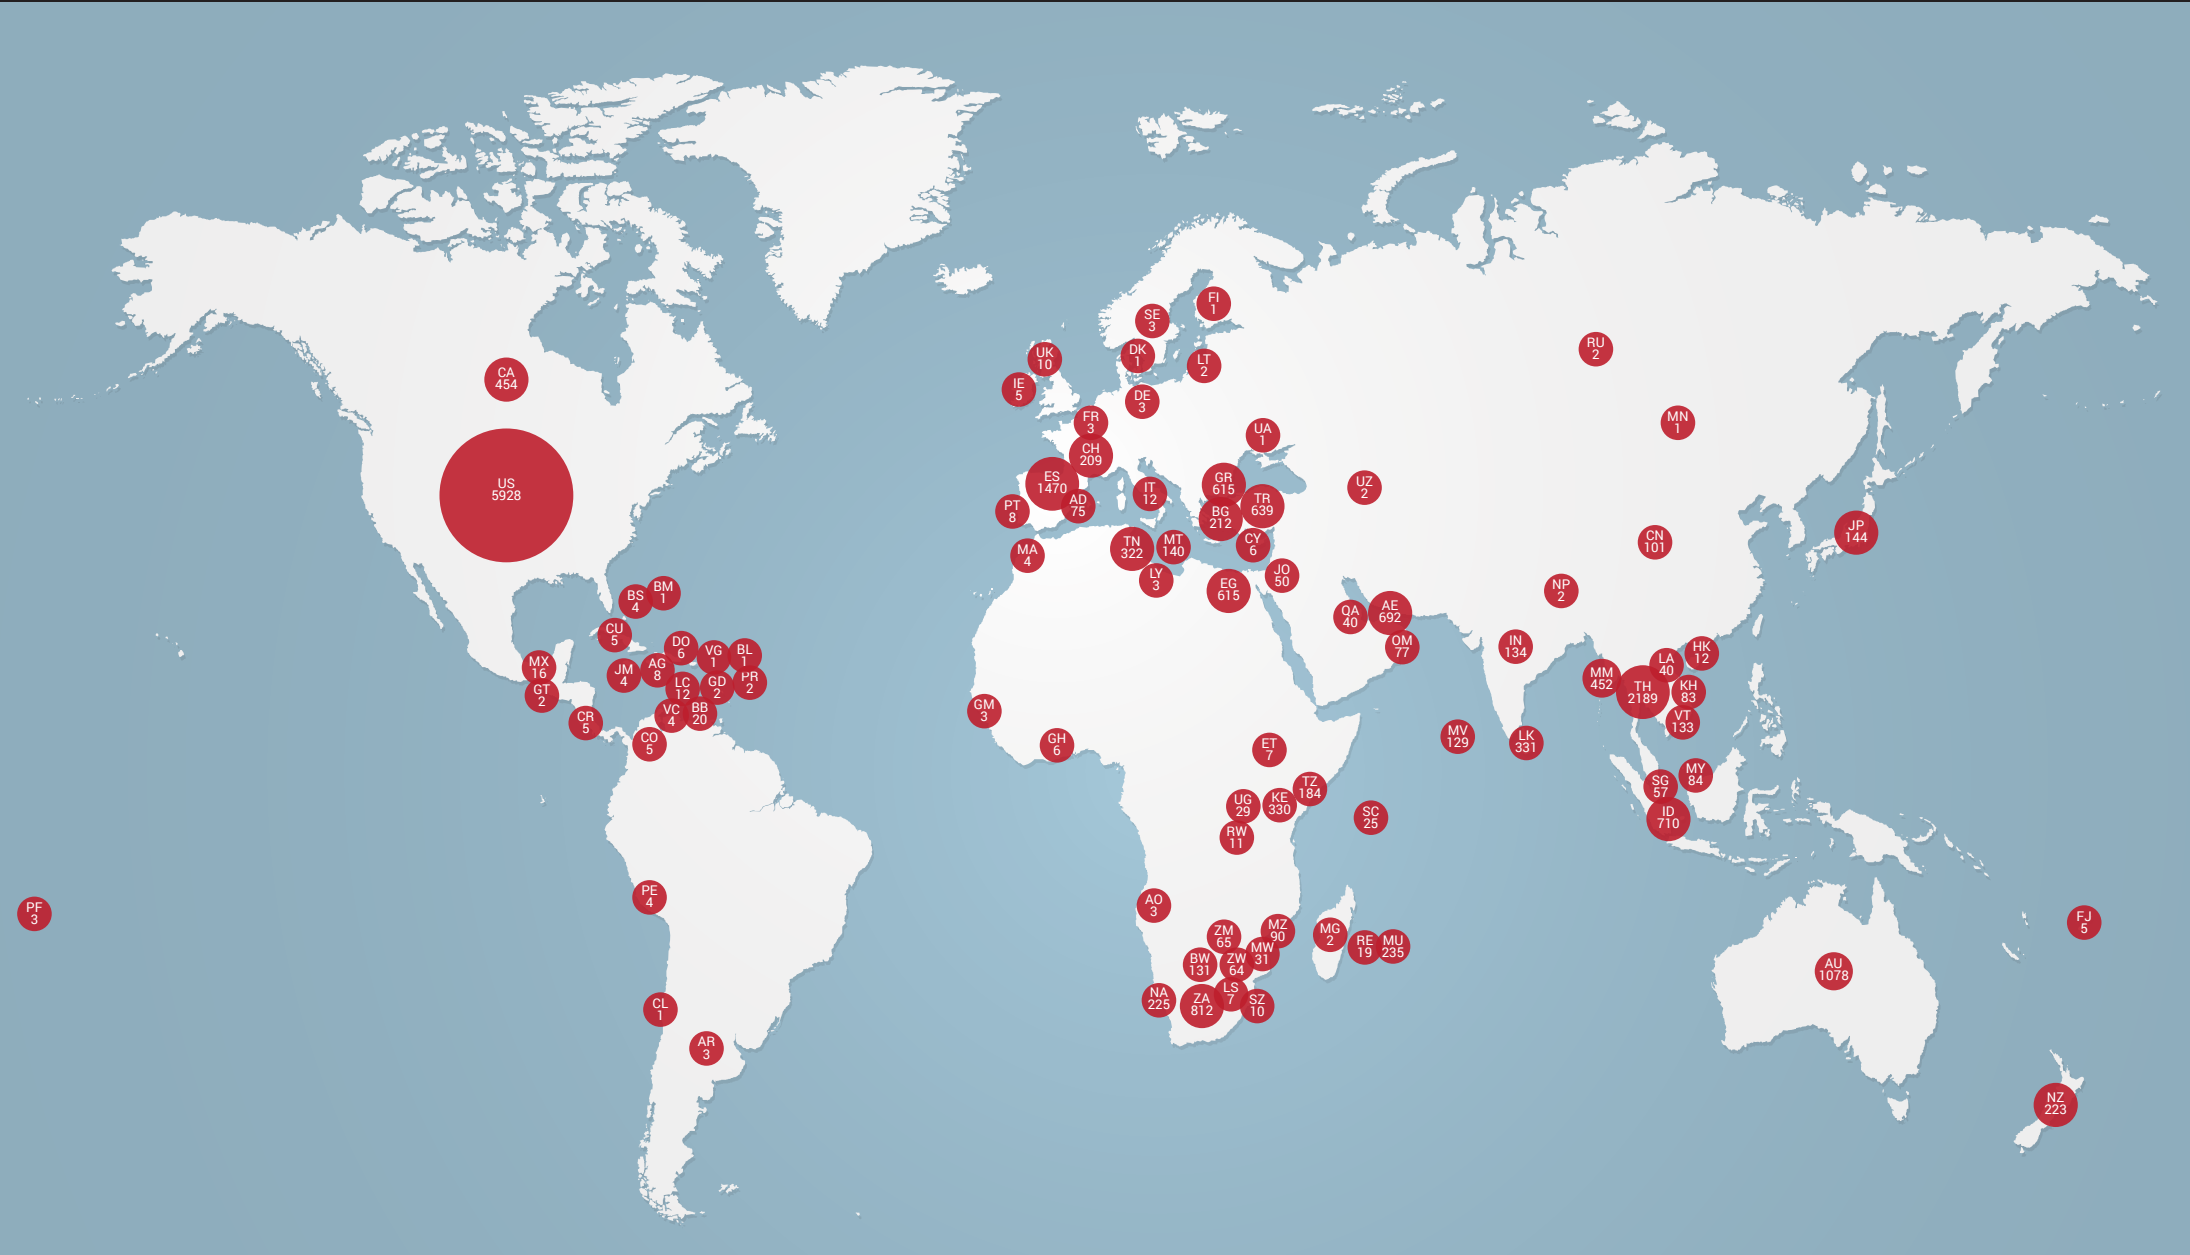 FI
1
SE
3
RU
2
DK
1
UK
10
LT
2
CA
454
IE
5
DE
3
FR
3
MN
1
UA
1
CH
209
US
5928
ES
1470
GR
615
UZ
2
IT
12
AD
75
TR
639
PT
8
BG
212
JP
144
CN
101
CY
6
MT
140
TN
322
MA
4
JO
50
LY
3
EG
615
NP
2
BM
1
BS
4
AE
692
QA
40
CU
5
OM
77
IN
134
DO
6
HK
12
BL
1
VG
1
LA
40
MX
16
AG
8
JM
4
MM
452
PR
2
LC
12
GD
2
TH
2189
KH
83
GT
2
GM
3
BB
20
VC
4
CR
5
VT
133
MV
129
LK
331
CO
5
GH
6
ET
7
MY
84
SG
57
TZ
184
KE
330
UG
29
SC
25
ID
710
RW
11
PE
4
AO
3
PF
3
FJ
5
MZ
90
ZM
65
MG
2
RE
19
MU
235
MW
31
BW
131
ZW
64
AU
1078
LS
7
NA
225
ZA
812
SZ
10
CL
1
AR
3
NZ
223